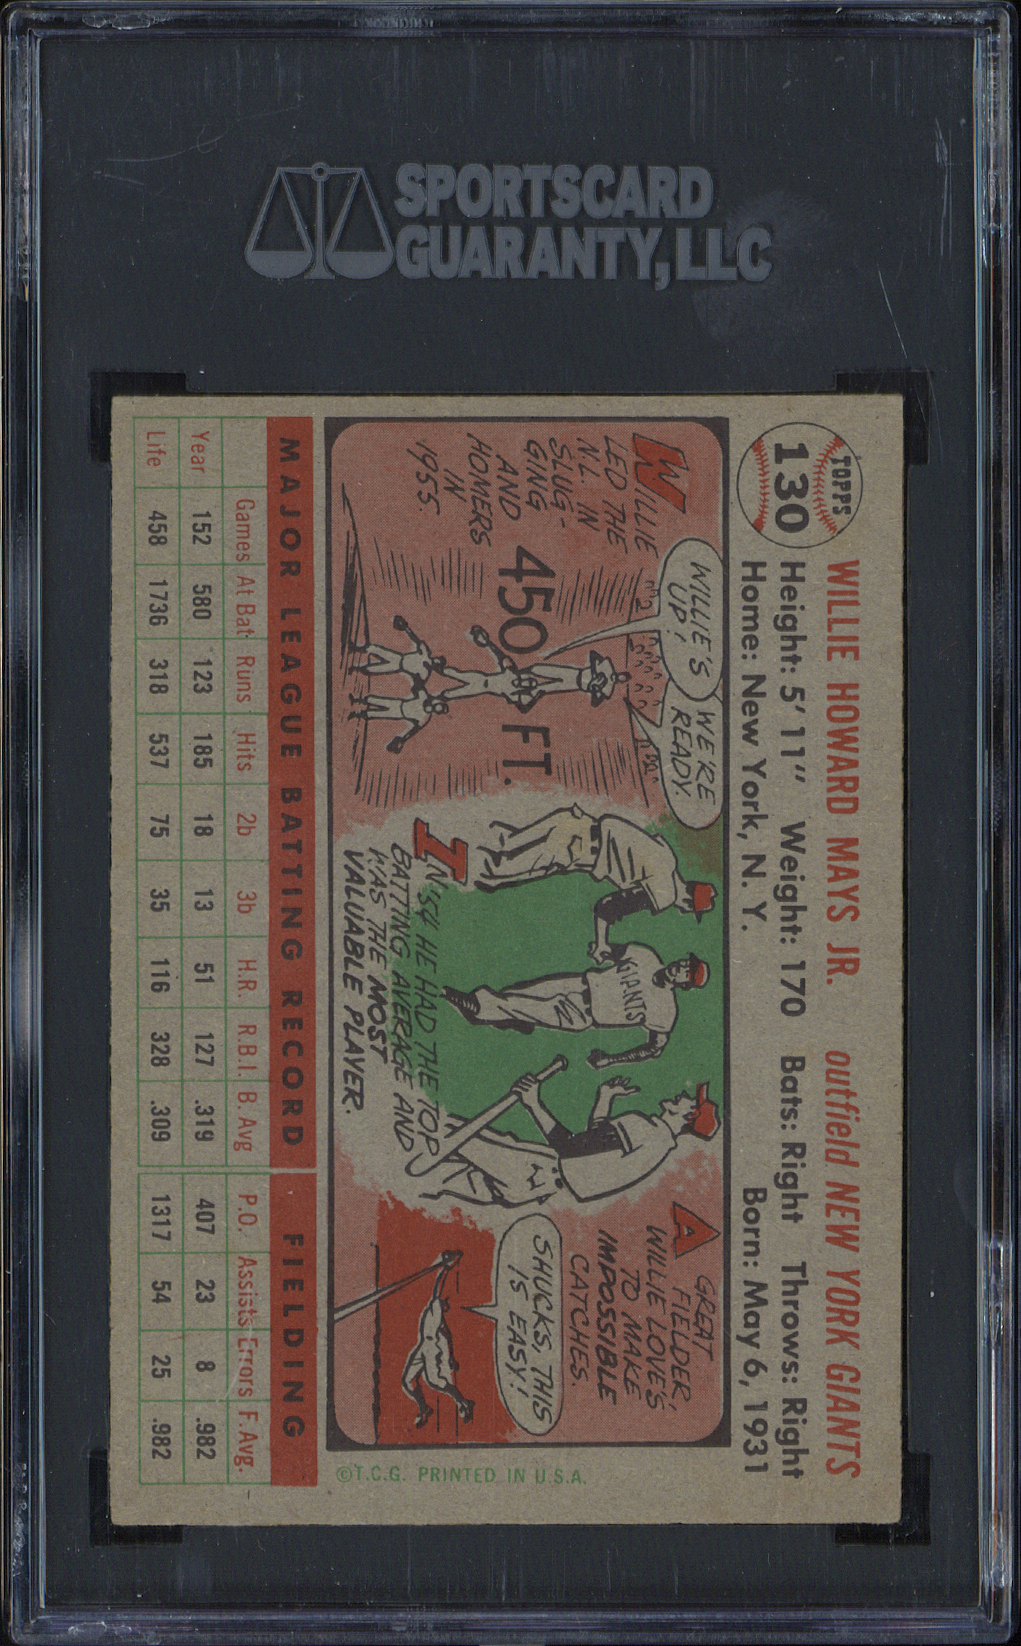 SPORTSCARD
GUARANTY, LLC
TOPPS
130
WILLIE HOWARD MAYS JR. outfield NEW YORK GIANTS
Height: 5' 11" Weight: 170 Bats: Right Throws: Right
Home: New York, N. Y. Born: May 6, 1931
WILLIE
LED THE
N.L. IN
SLUG-
GING
AND
HOMERS
IN
1955.
WILLIE'S
UP!
WE'RE
READY
450 FT.
IN '54 HE HAD THE TOP
BATTING AVERAGE AND
WAS THE MOST
VALUABLE PLAYER.
GIANTS
A GREAT
FIELDER,
WILLIE LOVE'S
TO MAKE
IMPOSSIBLE
CATCHES.
SHUCKS, THIS
IS EASY!
MAJOR LEAGUE BATTING RECORD FIELDING
Games At Bat Runs Hits 2b 3b H.R. R.B.I. B. Avg P.O. Assists Errors F. Avg.
Year 152 580 123 185 18 13 51 127 .319 407 23 8 .982
Life 458 1736 318 537 75 35 116 328 .309 1317 54 25 .982
©T.C.G. PRINTED IN U.S.A.